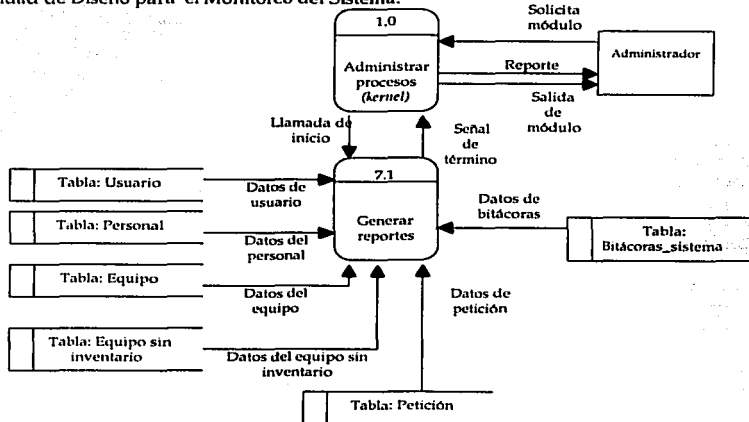 de Diseño para el Monitoreo del Sistema.
1.0
Administrar
procesos
(kernel)
Solicita
módulo
Administrador
Reporte
Salida
de
módulo
Llamada de
inicio
Señal
de
término
7.1
Generar
reportes
Tabla: Usuario
Datos de
usuario
Tabla: Personal
Datos del
personal
Tabla: Equipo
Datos del
equipo
Tabla: Equipo sin
inventario
Datos del equipo sin
inventario
Datos de
bitácoras
Tabla:
Bitácoras_sistema
Datos de
petición
Tabla: Petición